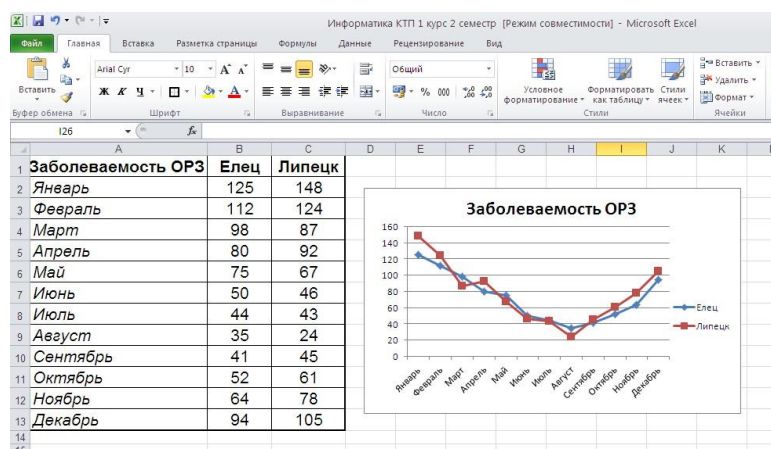 Информатика КТП 1 курс 2 семестр [Режим совместимости] - Microsoft Excel
Файл Главная Вставка Разметка страницы Формулы Данные Рецензирование Вид
Вставить Arial Cyr 10 A A Общий Условное форматирование Форматировать как таблицу Стили ячеек Вставить
Удалить
Ж К Ч A % 000 Формат
Буфер обмена Шрифт Выравнивание Число Стили Ячейки
I26 fx
A B C D E F G H I J K
1 Заболеваемость ОРЗ Елец Липецк
2 Январь 125 148
3 Февраль 112 124
4 Март 98 87
5 Апрель 80 92
6 Май 75 67
7 Июнь 50 46
8 Июль 44 43
9 Август 35 24
10 Сентябрь 41 45
11 Октябрь 52 61
12 Ноябрь 64 78
13 Декабрь 94 105
14
Заболеваемость ОРЗ
160
140
120
100
80
60
40
20
0
Январь Февраль Март Апрель Май Июнь Июль Август Сентябрь Октябрь Ноябрь Декабрь
Елец
Липецк